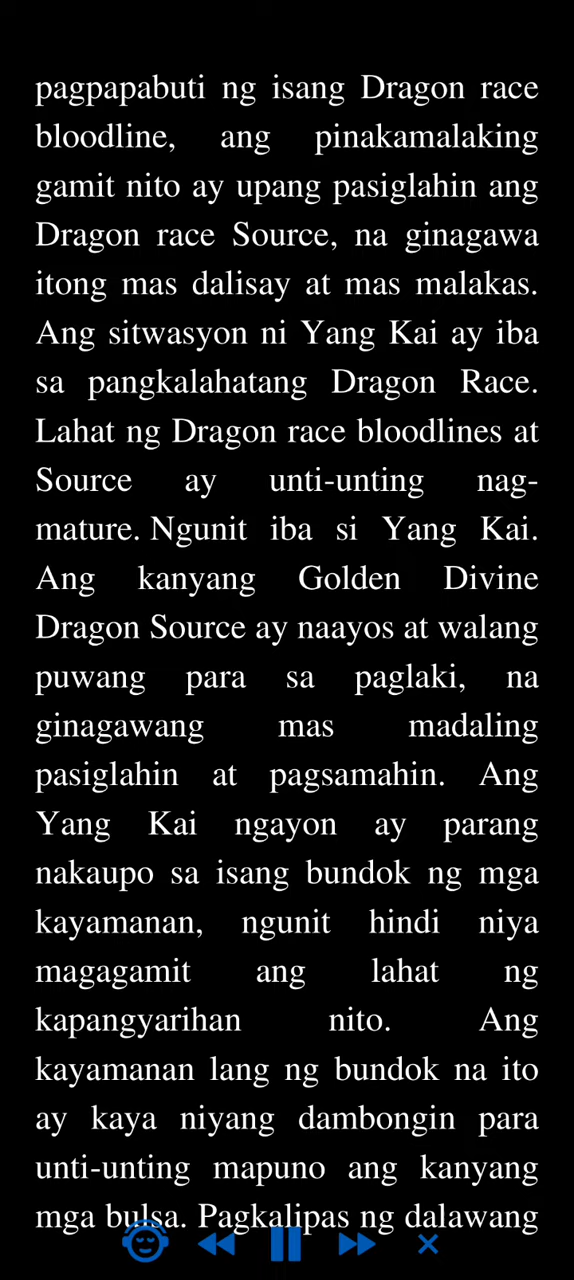 pagpapabuti ng isang Dragon race
bloodline, ang pinakamalaking
gamit nito ay upang pasiglahin ang
Dragon race Source, na ginagawa
itong mas dalisay at mas malakas.
Ang sitwasyon ni Yang Kai ay iba
sa pangkalahatang Dragon Race.
Lahat ng Dragon race bloodlines at
Source ay unti-unting nag-
mature. Ngunit iba si Yang Kai.
Ang kanyang Golden Divine
Dragon Source ay naayos at walang
puwang para sa paglaki, na
ginagawang mas madaling
pasiglahin at pagsamahin. Ang
Yang Kai ngayon ay parang
nakaupo sa isang bundok ng mga
kayamanan, ngunit hindi niya
magagamit ang lahat ng
kapangyarihan nito. Ang
kayamanan lang ng bundok na ito
ay kaya niyang dambongin para
unti-unting mapuno ang kanyang
mga bulsa. Pagkalipas ng dalawang